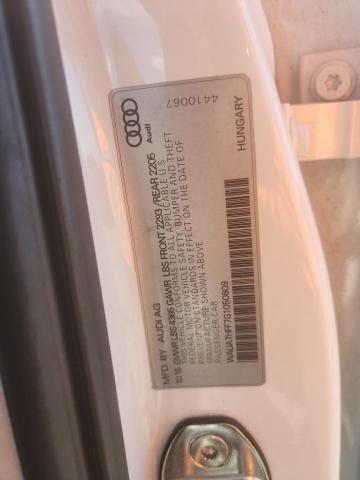 4410067
Audi
HUNGARY
MFD. BY AUDI AG
10 15 GVWR LBS 4365 GAWR LBS FRONT 2293 /REAR 2205
THIS VEHICLE CONFORMS TO ALL APPLICABLE U.S.
FEDERAL MOTOR VEHICLE SAFETY, BUMPER AND THEFT
PREVENTION STANDARDS IN EFFECT ON THE DATE OF
MANUFACTURE SHOWN ABOVE
PASSENGER CAR
WAUA7HFF7G1050809